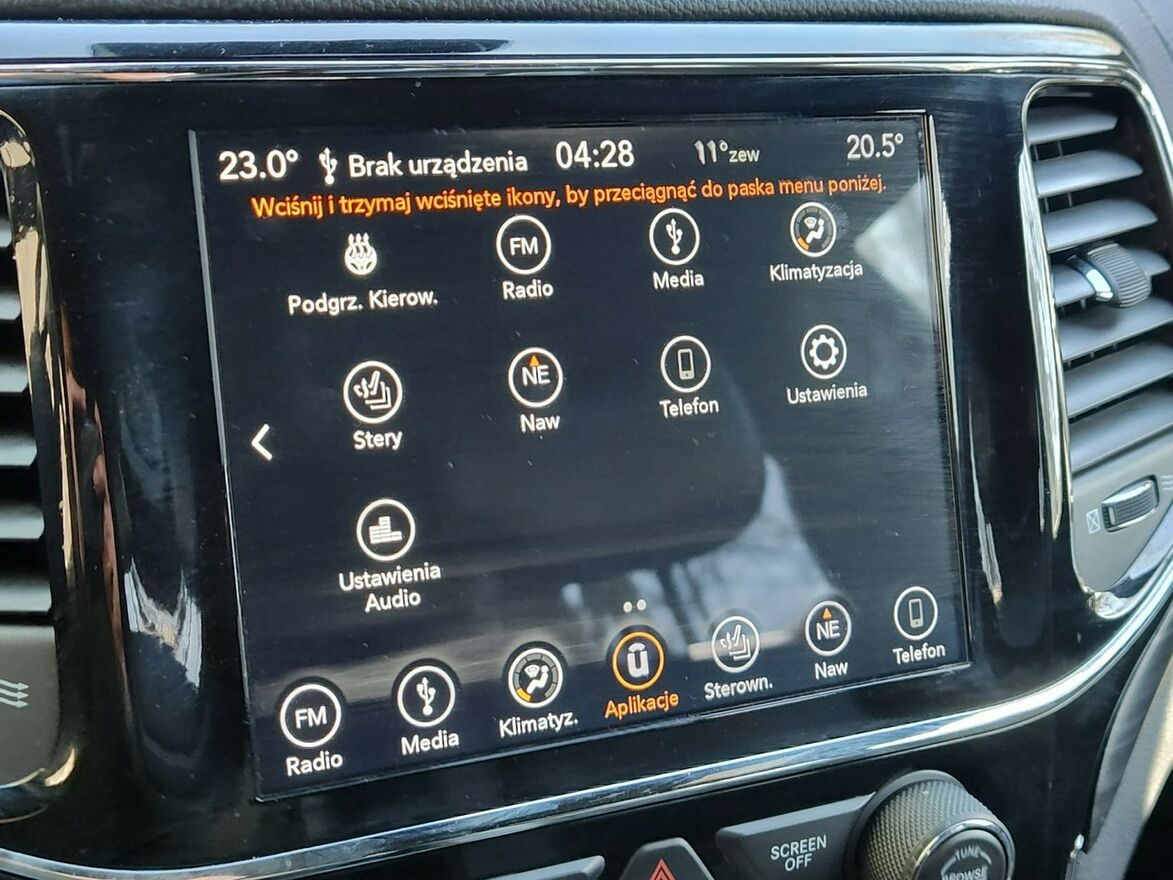 23.0° Brak urządzenia 04:28 11°zew 20.5°
Wciśnij i trzymaj wciśnięte ikony, by przeciągnąć do paska menu poniżej.
FM
Podgrz. Kierow. Radio Media Klimatyzacja
NE
Stery Naw Telefon Ustawienia
Ustawienia
Audio
FM NE
Radio Media Klimatyz. Aplikacje Sterown. Naw Telefon
SCREEN
OFF
TUNE
BROWSE